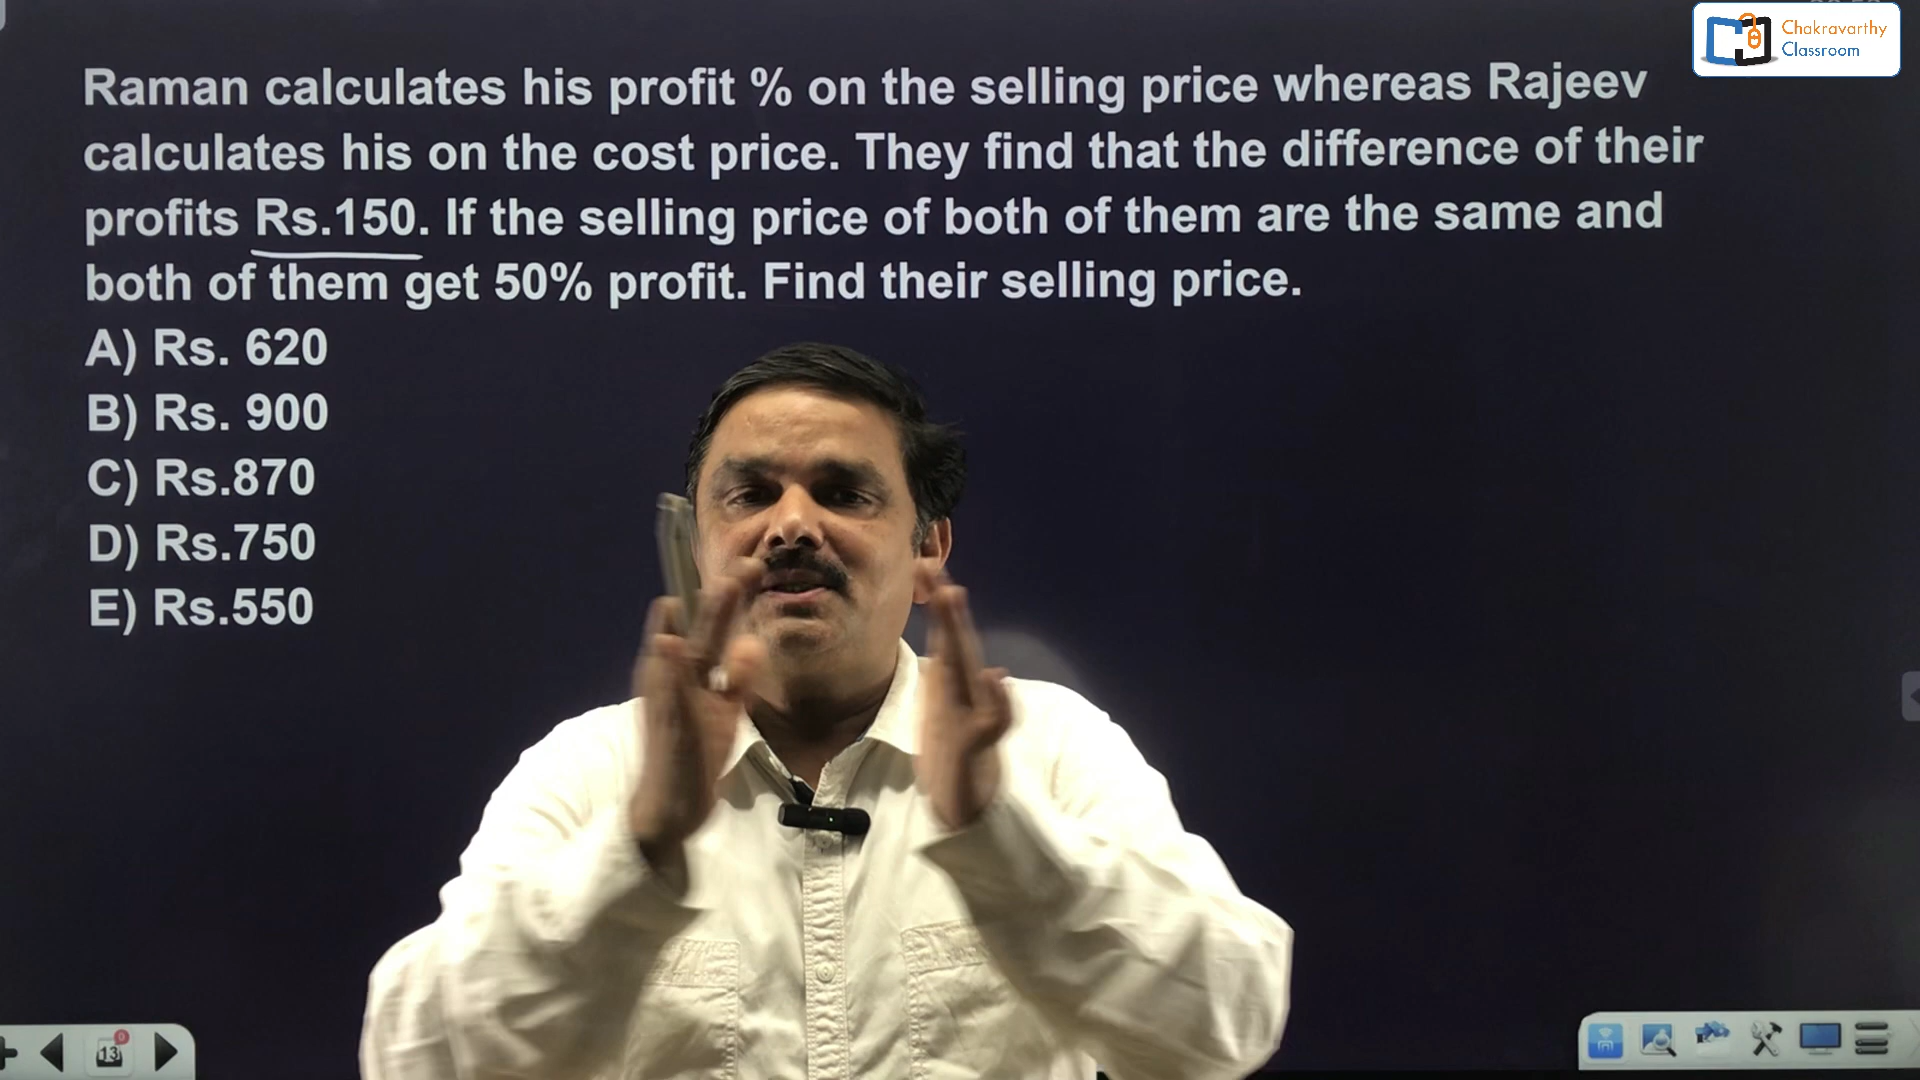 Chakravarthy
Classroom
Raman calculates his profit % on the selling price whereas Rajeev
calculates his on the cost price. They find that the difference of their
profits Rs.150. If the selling price of both of them are the same and
both of them get 50% profit. Find their selling price.
A) Rs. 620
B) Rs. 900
C) Rs.870
D) Rs.750
E) Rs.550
13
0